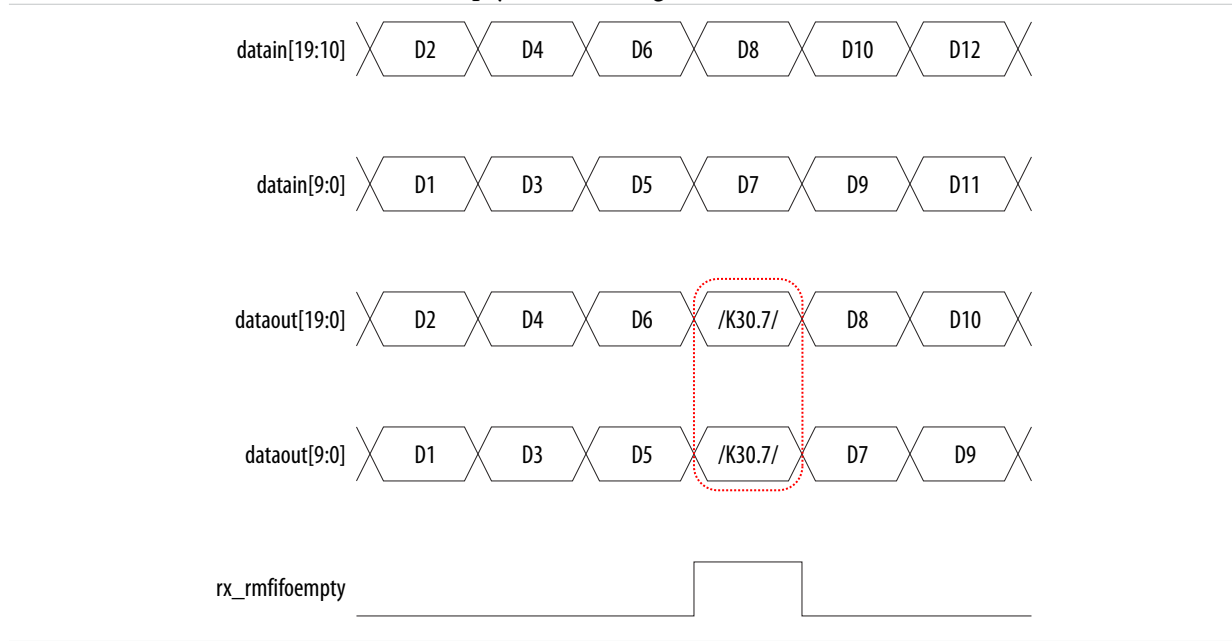 datain[19:10] D2 D4 D6 D8 D10 D12
datain[9:0] D1 D3 D5 D7 D9 D11
dataout[19:0] D2 D4 D6 /K30.7/ D8 D10
dataout[9:0] D1 D3 D5 /K30.7/ D7 D9
rx_rmfifoempty